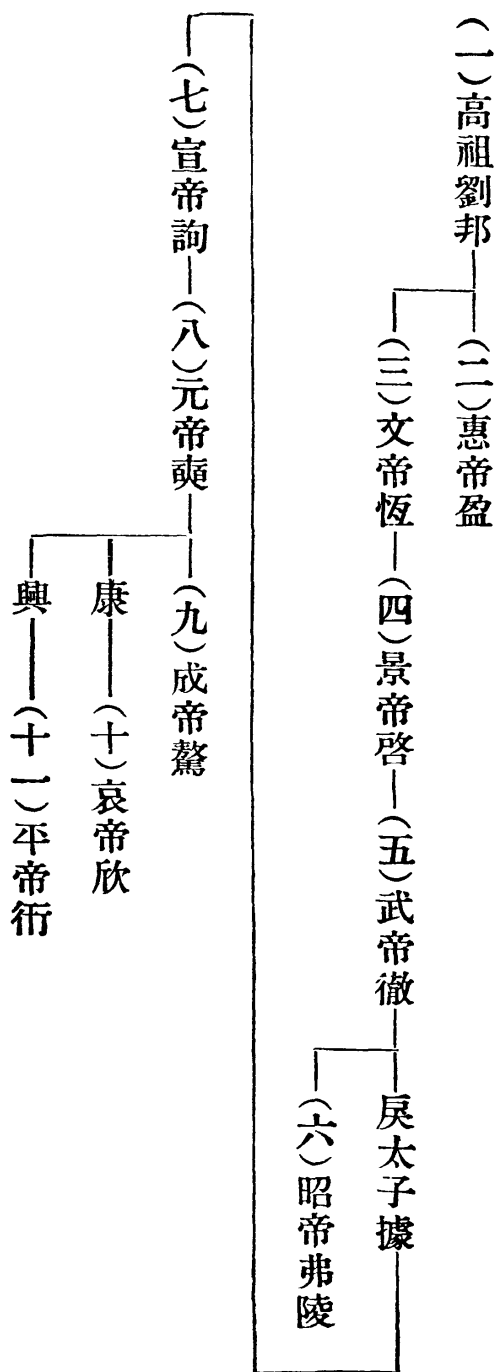 （一）高祖劉邦
（二）惠帝盈
（三）文帝恆
（四）景帝啓
（五）武帝徹
戾太子據
（六）昭帝弗陵
（七）宣帝詢
（八）元帝奭
（九）成帝驁
康
（十）哀帝欣
興
（十一）平帝衎